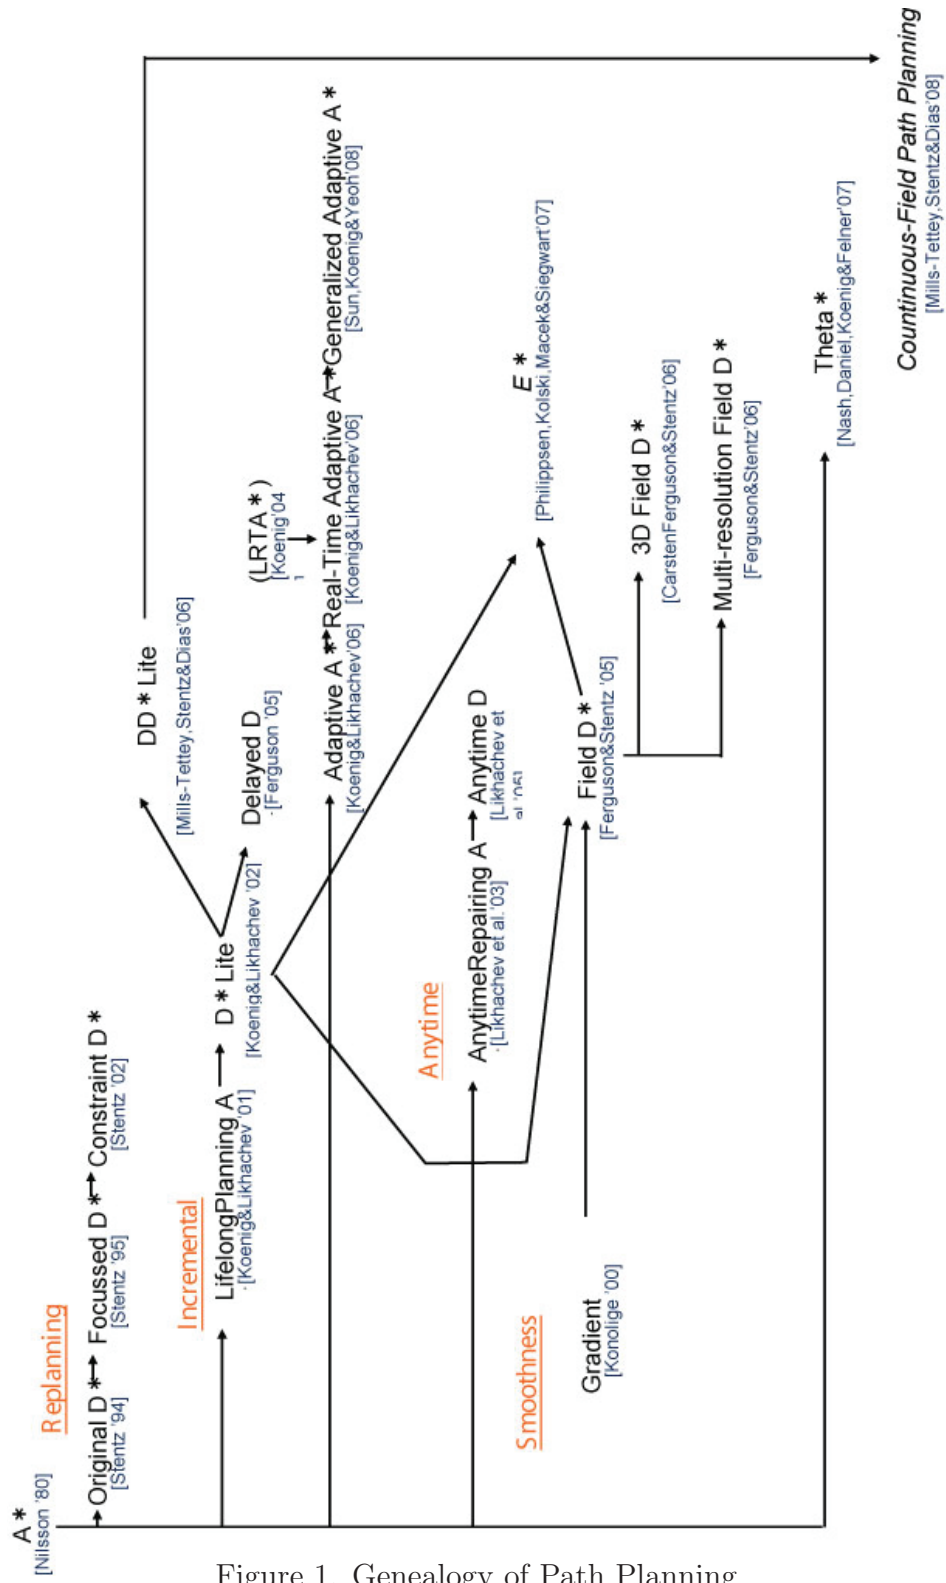 A*
[Nilsson '80]
Replanning
Original D*
[Stentz '94]
Focussed D*
[Stentz '95]
Constraint D*
[Stentz '02]
Incremental
LifelongPlanning A
[Koenig&Likhachev '01]
D* Lite
[Koenig&Likhachev '02]
DD* Lite
[Mills-Tettey,Stentz&Dias'06]
Delayed D
[Ferguson '05]
Adaptive A*
[Koenig&Likhachev'06]
(LRTA*)
[Koenig'04
Real-Time Adaptive A*
[Koenig&Likhachev'06]
Generalized Adaptive A*
[Sun,Koenig&Yeoh'08]
Anytime
AnytimeRepairing A
[Likhachev et al.'03]
Anytime D
[Likhachev et
al.'05]
E*
[Philippsen,Kolski,Macek&Siegwart'07]
Smoothness
Gradient
[Konolige '00]
Field D*
[Ferguson&Stentz '05]
3D Field D*
[CarstenFerguson&Stentz'06]
Multi-resolution Field D*
[Ferguson&Stentz'06]
Theta*
[Nash,Daniel,Koenig&Felner'07]
Countinuous-Field Path Planning
[Mills-Tettey,Stentz&Dias'08]
Figure 1. Genealogy of Path Planning